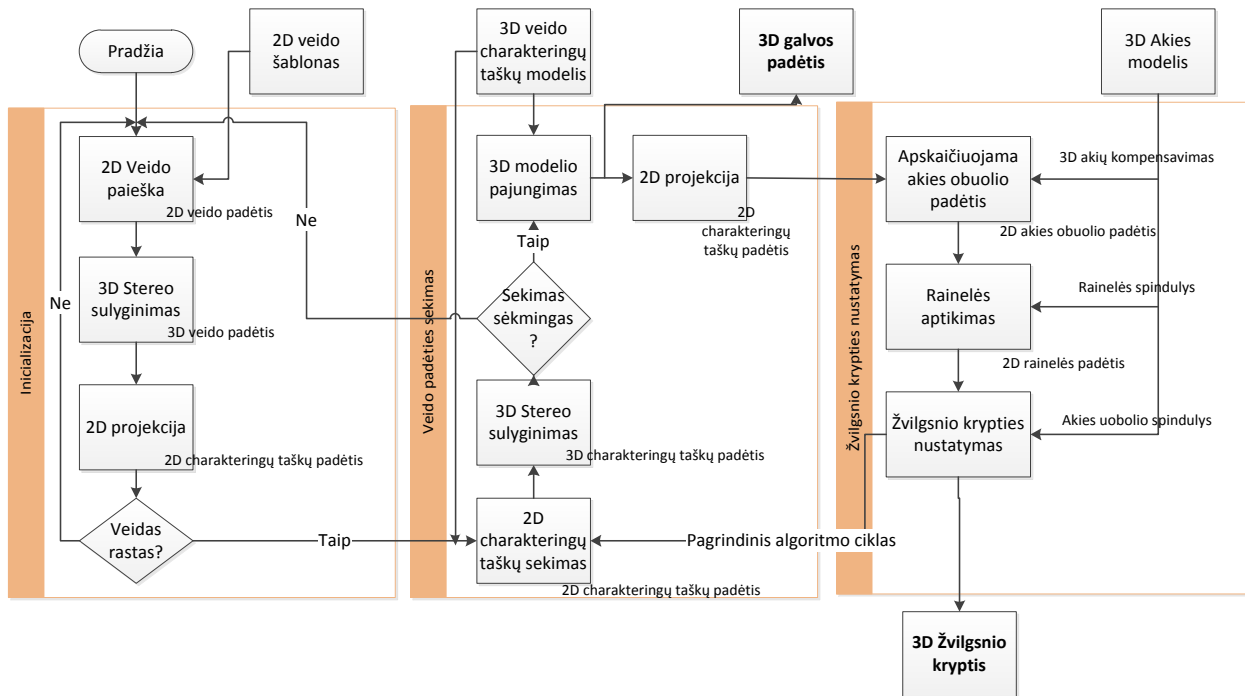 Pradžia
2D veido
šablonas
Inicializacija
2D Veido
paieška
2D veido padėtis
Ne
3D Stereo
sulyginimas
3D veido padėtis
2D projekcija
2D charakteringų taškų padėtis
Veidas
rastas?
Taip
Ne
3D veido
charakteringų
taškų modelis
3D galvos
padėtis
Veido padėties sekimas
3D modelio
pajungimas
2D projekcija
2D
charakteringų
taškų padėtis
Taip
Sekimas
sėkmingas
?
3D Stereo
sulyginimas
3D charakteringų taškų padėtis
2D
charakteringų
taškų sekimas
2D charakteringų taškų padėtis
Pagrindinis algoritmo ciklas
3D Akies
modelis
Žvilgsnio krypties nustatymas
Apskaičiuojama
akies obuolio
padėtis
3D akių kompensavimas
2D akies obuolio padėtis
Rainelės
aptikimas
Rainelės spindulys
2D rainelės padėtis
Žvilgsnio krypties
nustatymas
Akies uobolio spindulys
3D Žvilgsnio
kryptis